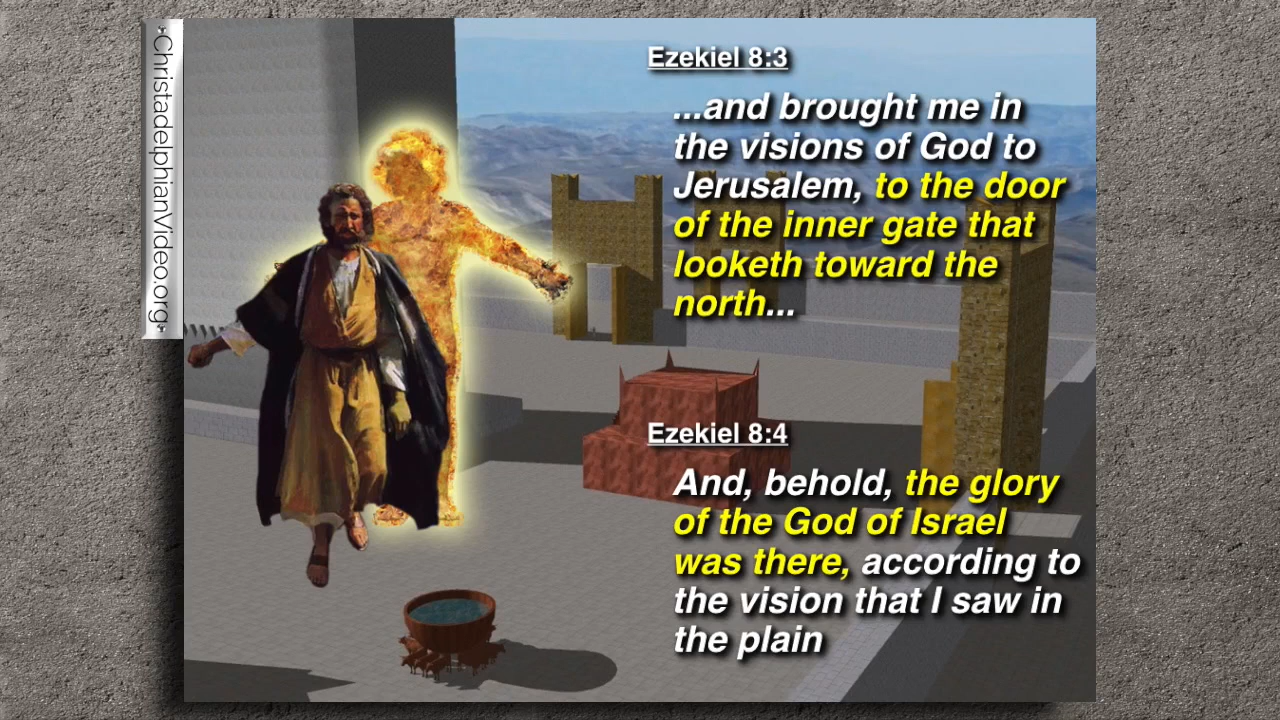 •ChristadelphianVideo.org•
Ezekiel 8:3
...and brought me in
the visions of God to
Jerusalem, to the door
of the inner gate that
looketh toward the
north...
Ezekiel 8:4
And, behold, the glory
of the God of Israel
was there, according to
the vision that I saw in
the plain